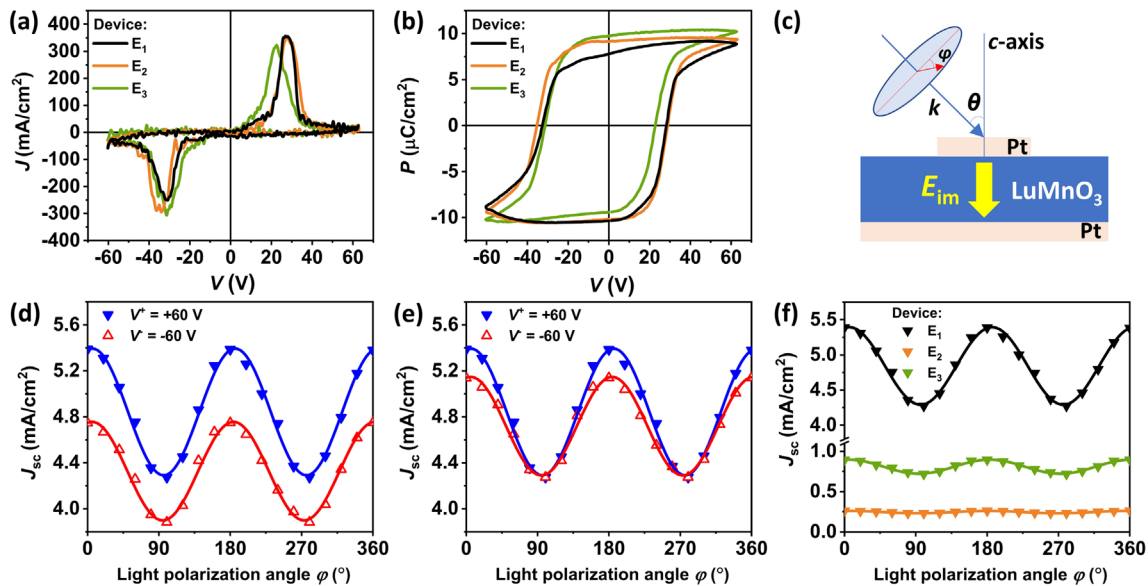 (a)
Device:
E₁
E₂
E₃
400
300
200
100
0
-100
-200
-300
-400
J (mA/cm²)
-60 -40 -20 0 20 40 60
V (V)
(b)
Device:
E₁
E₂
E₃
10
5
0
-5
-10
P (μC/cm²)
-60 -40 -20 0 20 40 60
V (V)
(c)
c-axis
φ
k
θ
Pt
E_im
LuMnO₃
Pt
(d)
V⁺ = +60 V
V⁻ = -60 V
5.6
5.2
4.8
4.4
4.0
J_sc (mA/cm²)
0 90 180 270 360
Light polarization angle φ (°)
(e)
V⁺ = +60 V
V⁻ = -60 V
5.6
5.2
4.8
4.4
4.0
J_sc (mA/cm²)
0 90 180 270 360
Light polarization angle φ (°)
(f)
Device:
E₁
E₂
E₃
5.5
5.0
4.5
4.0
1.0
0.5
0.0
J_sc (mA/cm²)
0 90 180 270 360
Light polarization angle φ (°)